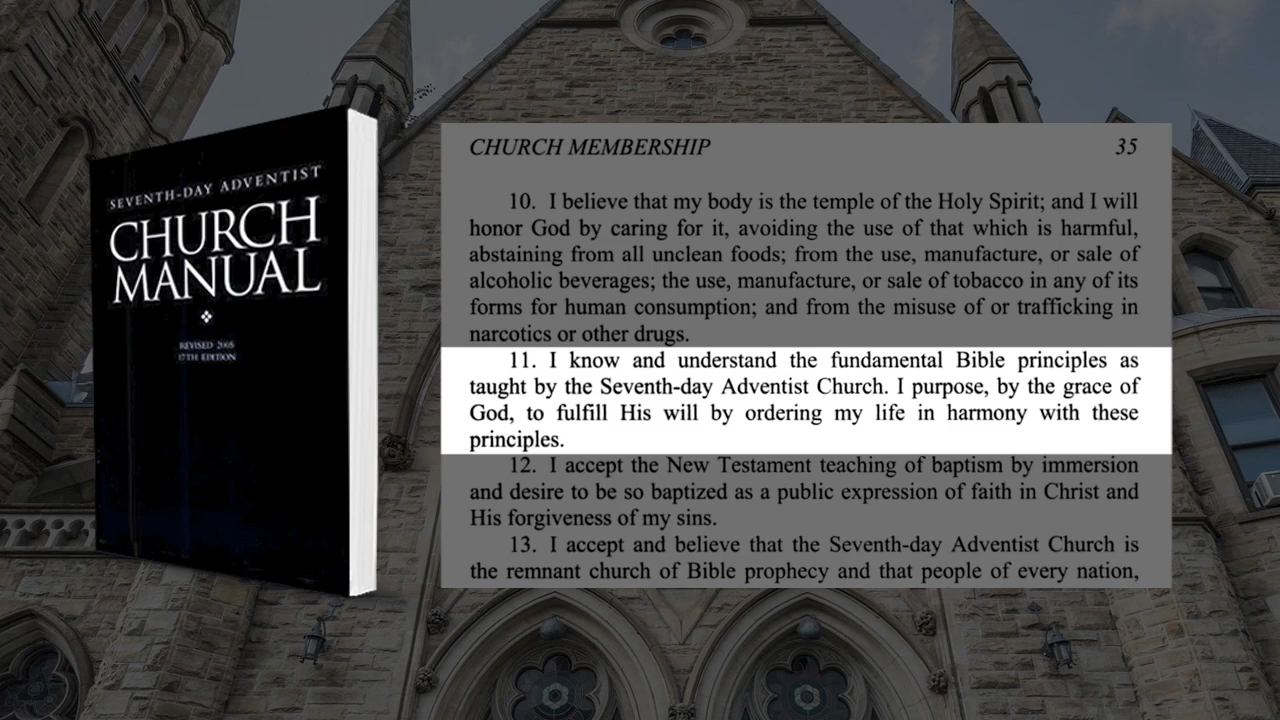 SEVENTH-DAY ADVENTIST
CHURCH
MANUAL
REVISED 2005
17TH EDITION
CHURCH MEMBERSHIP 35
10. I believe that my body is the temple of the Holy Spirit; and I will
honor God by caring for it, avoiding the use of that which is harmful,
abstaining from all unclean foods; from the use, manufacture, or sale of
alcoholic beverages; the use, manufacture, or sale of tobacco in any of its
forms for human consumption; and from the misuse of or trafficking in
narcotics or other drugs.
11. I know and understand the fundamental Bible principles as
taught by the Seventh-day Adventist Church. I purpose, by the grace of
God, to fulfill His will by ordering my life in harmony with these
principles.
12. I accept the New Testament teaching of baptism by immersion
and desire to be so baptized as a public expression of faith in Christ and
His forgiveness of my sins.
13. I accept and believe that the Seventh-day Adventist Church is
the remnant church of Bible prophecy and that people of every nation,